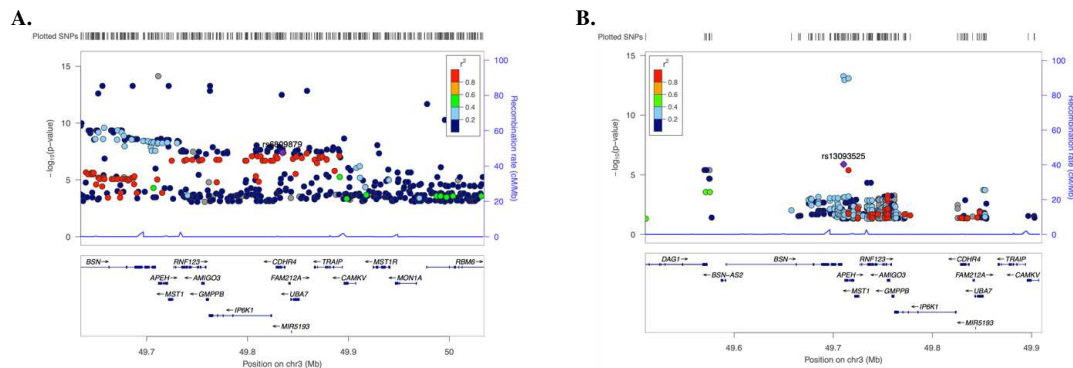 A.
B.
Plotted SNPs
Plotted SNPs
15
10
5
0
− log10(p−value)
r2
0.8
0.6
0.4
0.2
rs6809879
100
80
60
40
20
0
Recombination rate (cM/Mb)
15
10
5
0
− log10(p−value)
r2
0.8
0.6
0.4
0.2
rs13093525
100
80
60
40
20
0
Recombination rate (cM/Mb)
BSN→ RNF123→ ←CDHR4 ←TRAIP ←MST1R RBM6→
APEH→ ←AMIGO3 FAM212A→ ←CAMKV ←MON1A
←MST1 ←GMPPB ←UBA7
←IP6K1
←MIR5193
49.7 49.8 49.9 50
Position on chr3 (Mb)
DAG1→ BSN→ RNF123→ ←CDHR4 ←TRAIP
←BSN−AS2 APEH→ ←AMIGO3 FAM212A→ ←CAMKV
←MST1 ←GMPPB ←UBA7
←IP6K1
←MIR5193
49.6 49.7 49.8 49.9
Position on chr3 (Mb)